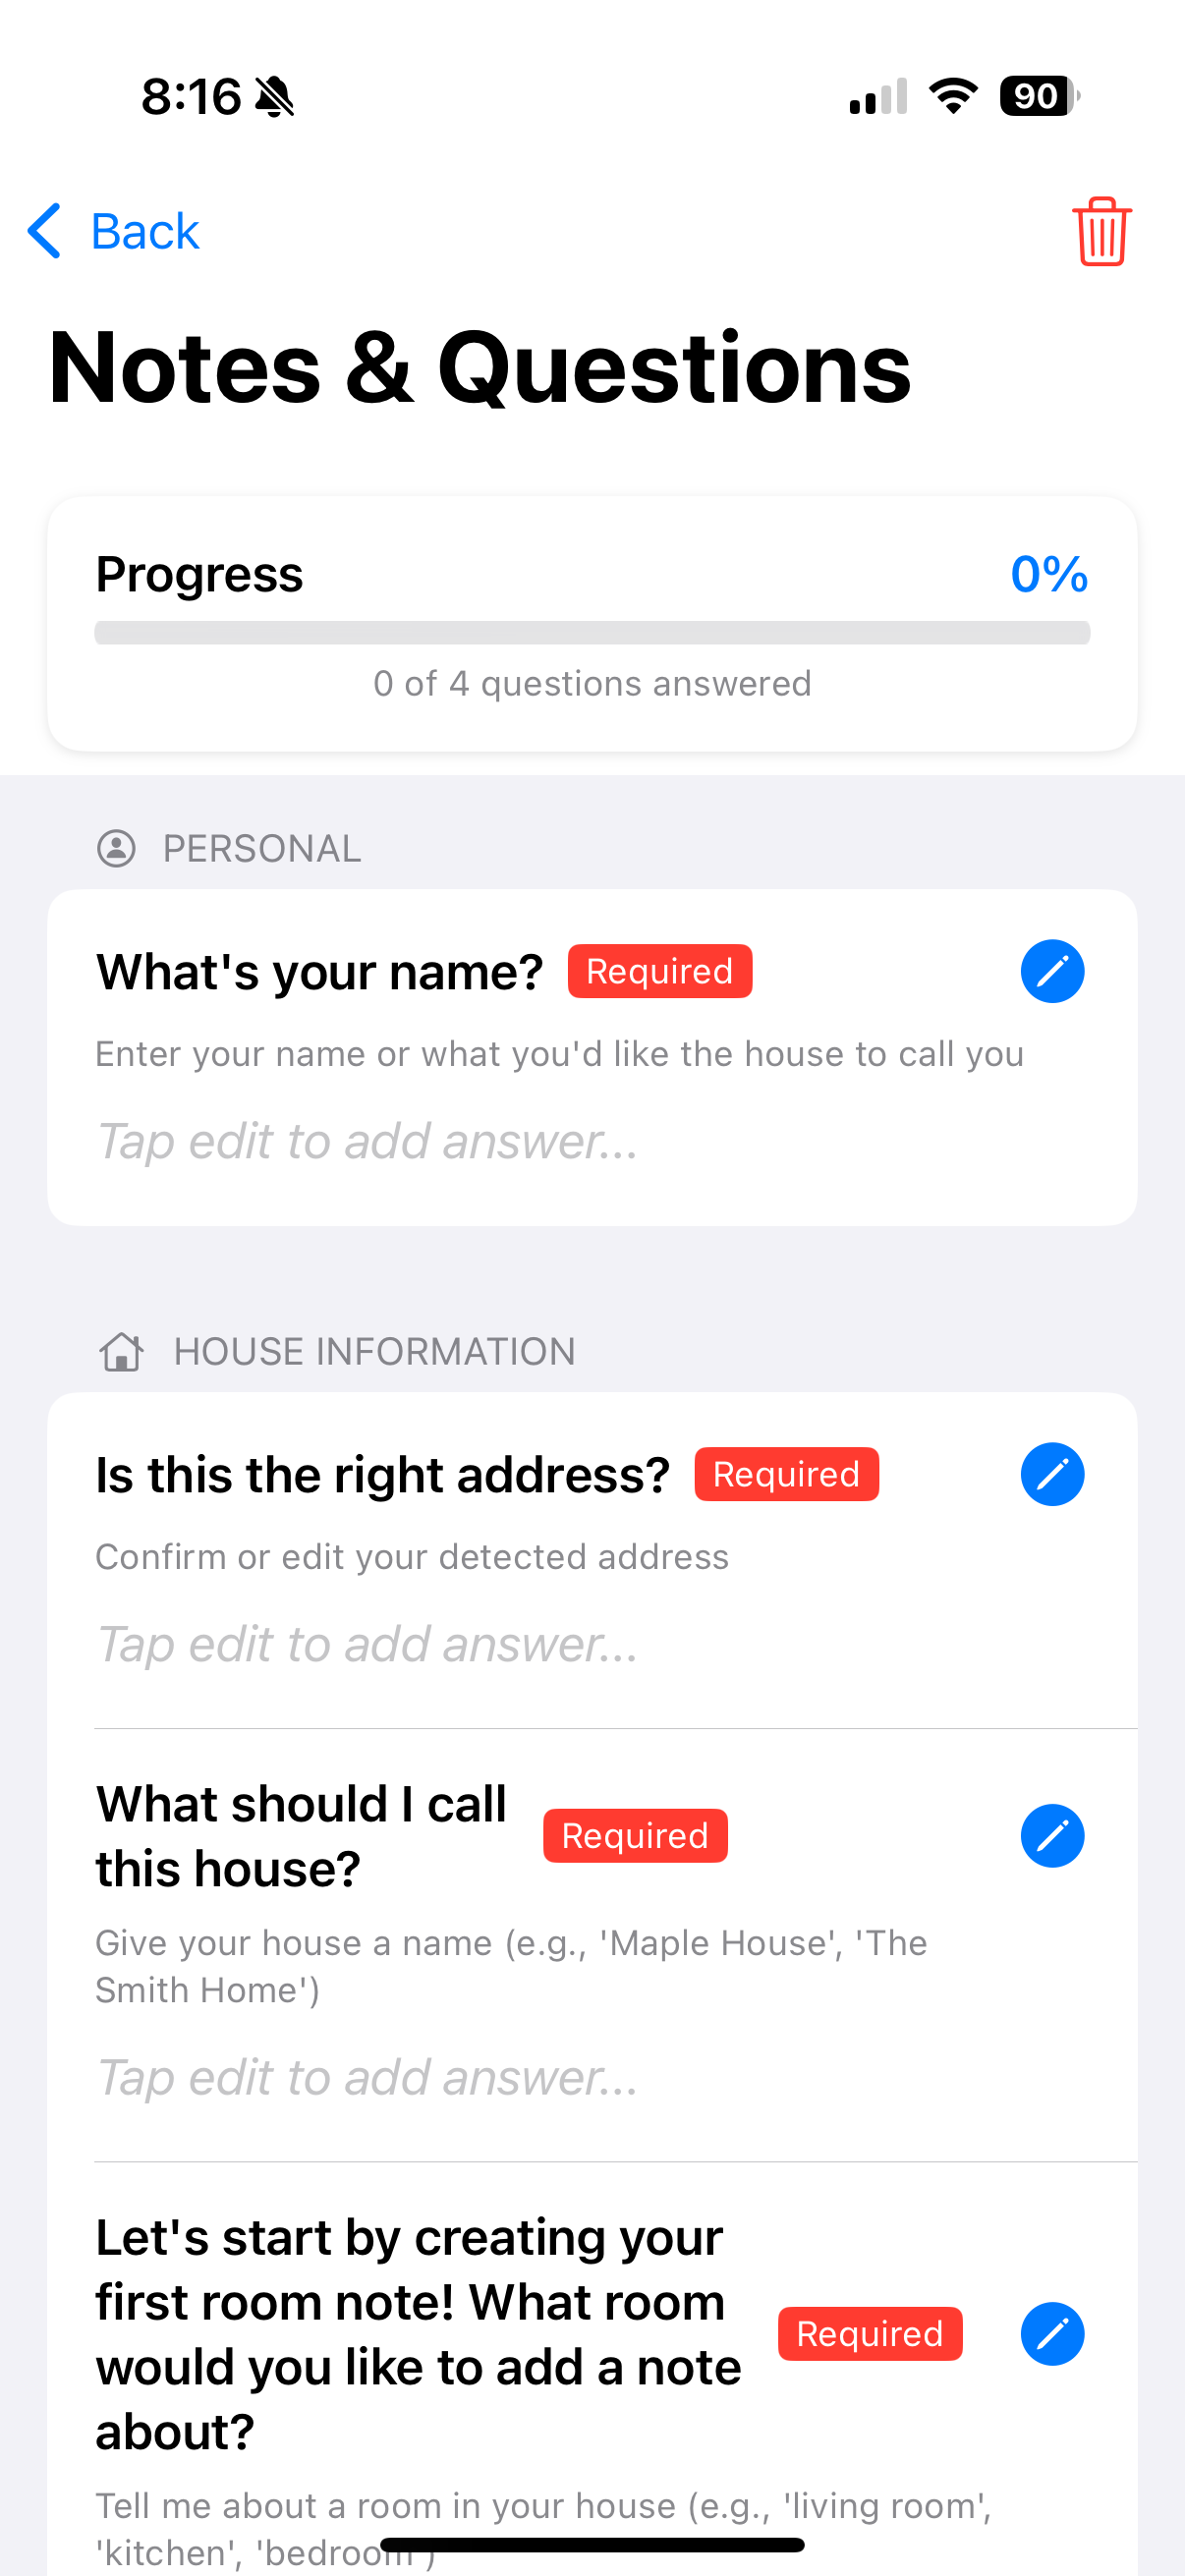 8:16
90
Back
Notes & Questions
Progress
0%
0 of 4 questions answered
PERSONAL
What's your name?
Required
Enter your name or what you'd like the house to call you
Tap edit to add answer...
HOUSE INFORMATION
Is this the right address?
Required
Confirm or edit your detected address
Tap edit to add answer...
What should I call
this house?
Required
Give your house a name (e.g., 'Maple House', 'The
Smith Home')
Tap edit to add answer...
Let's start by creating your
first room note! What room
would you like to add a note
about?
Required
Tell me about a room in your house (e.g., 'living room',
'kitchen', 'bedroom')